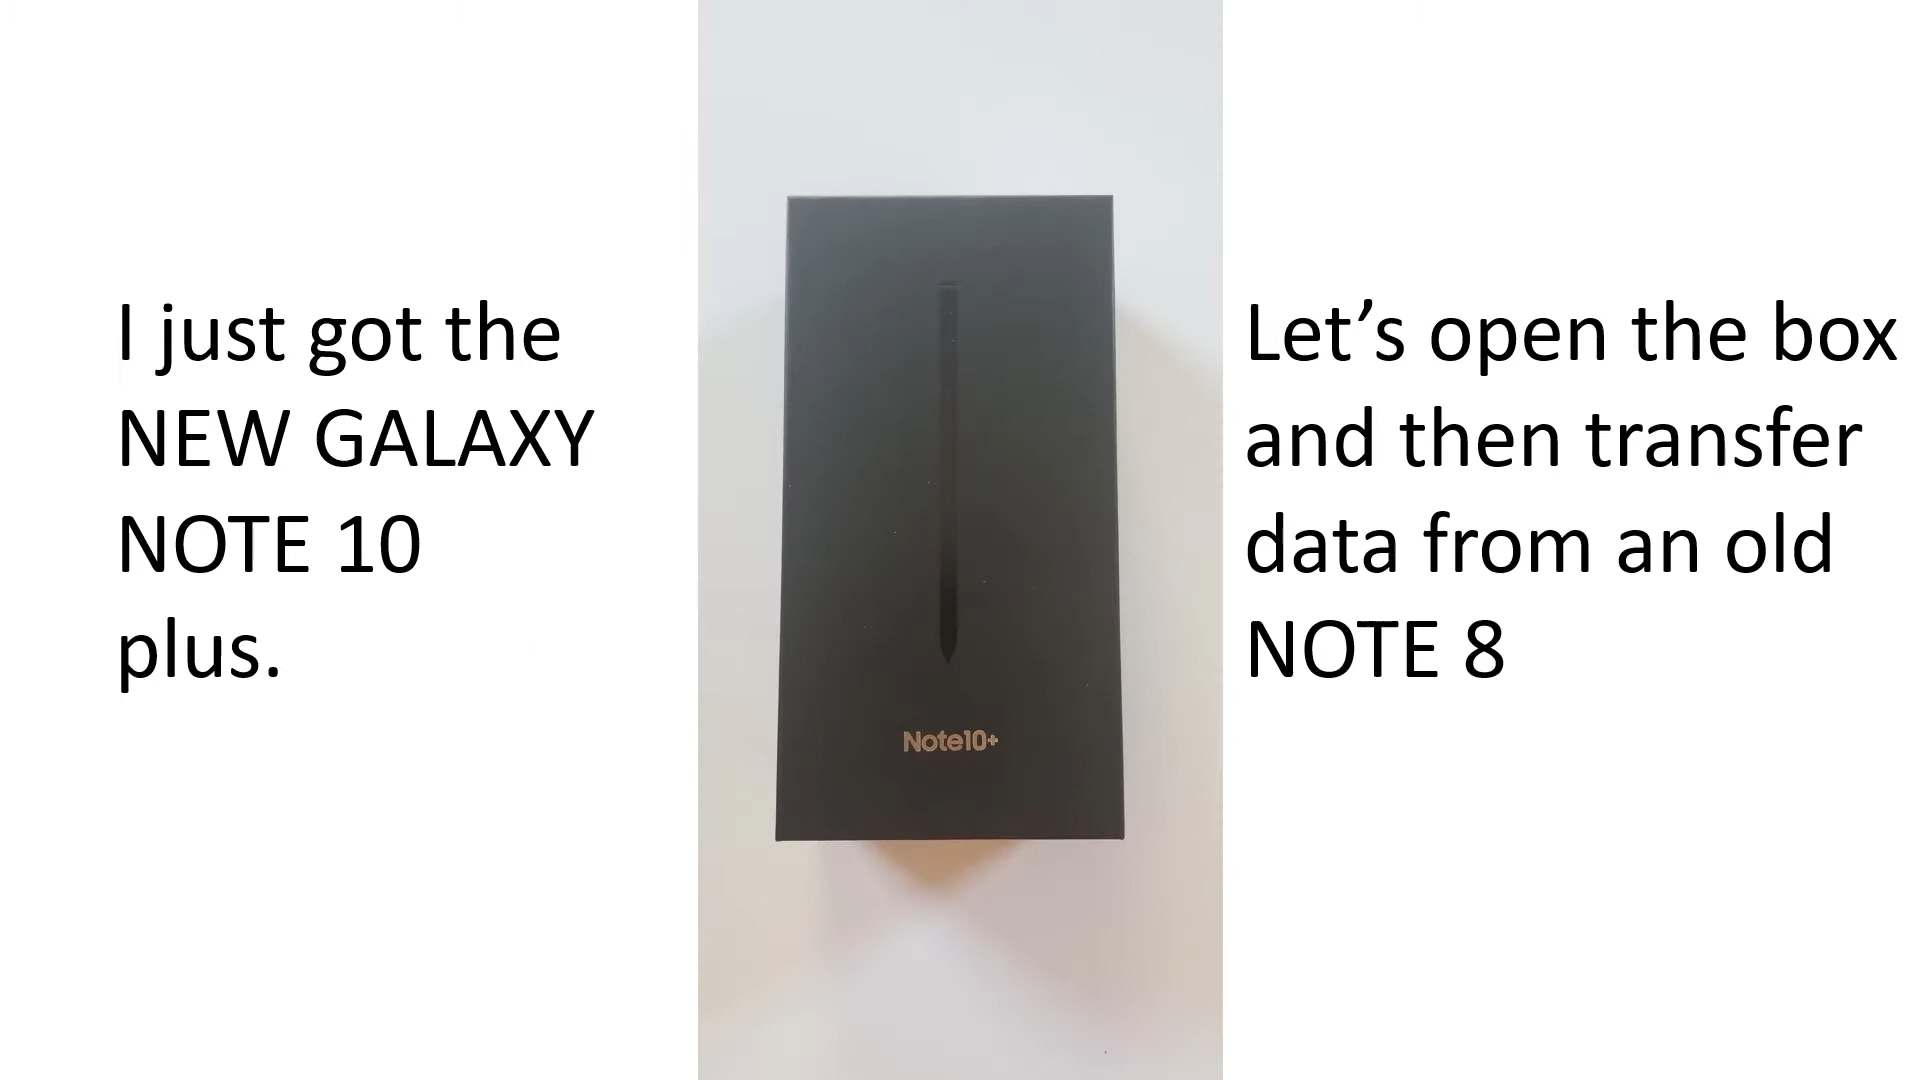 I just got the
NEW GALAXY
NOTE 10
plus.
Note10+
Let’s open the box
and then transfer
data from an old
NOTE 8